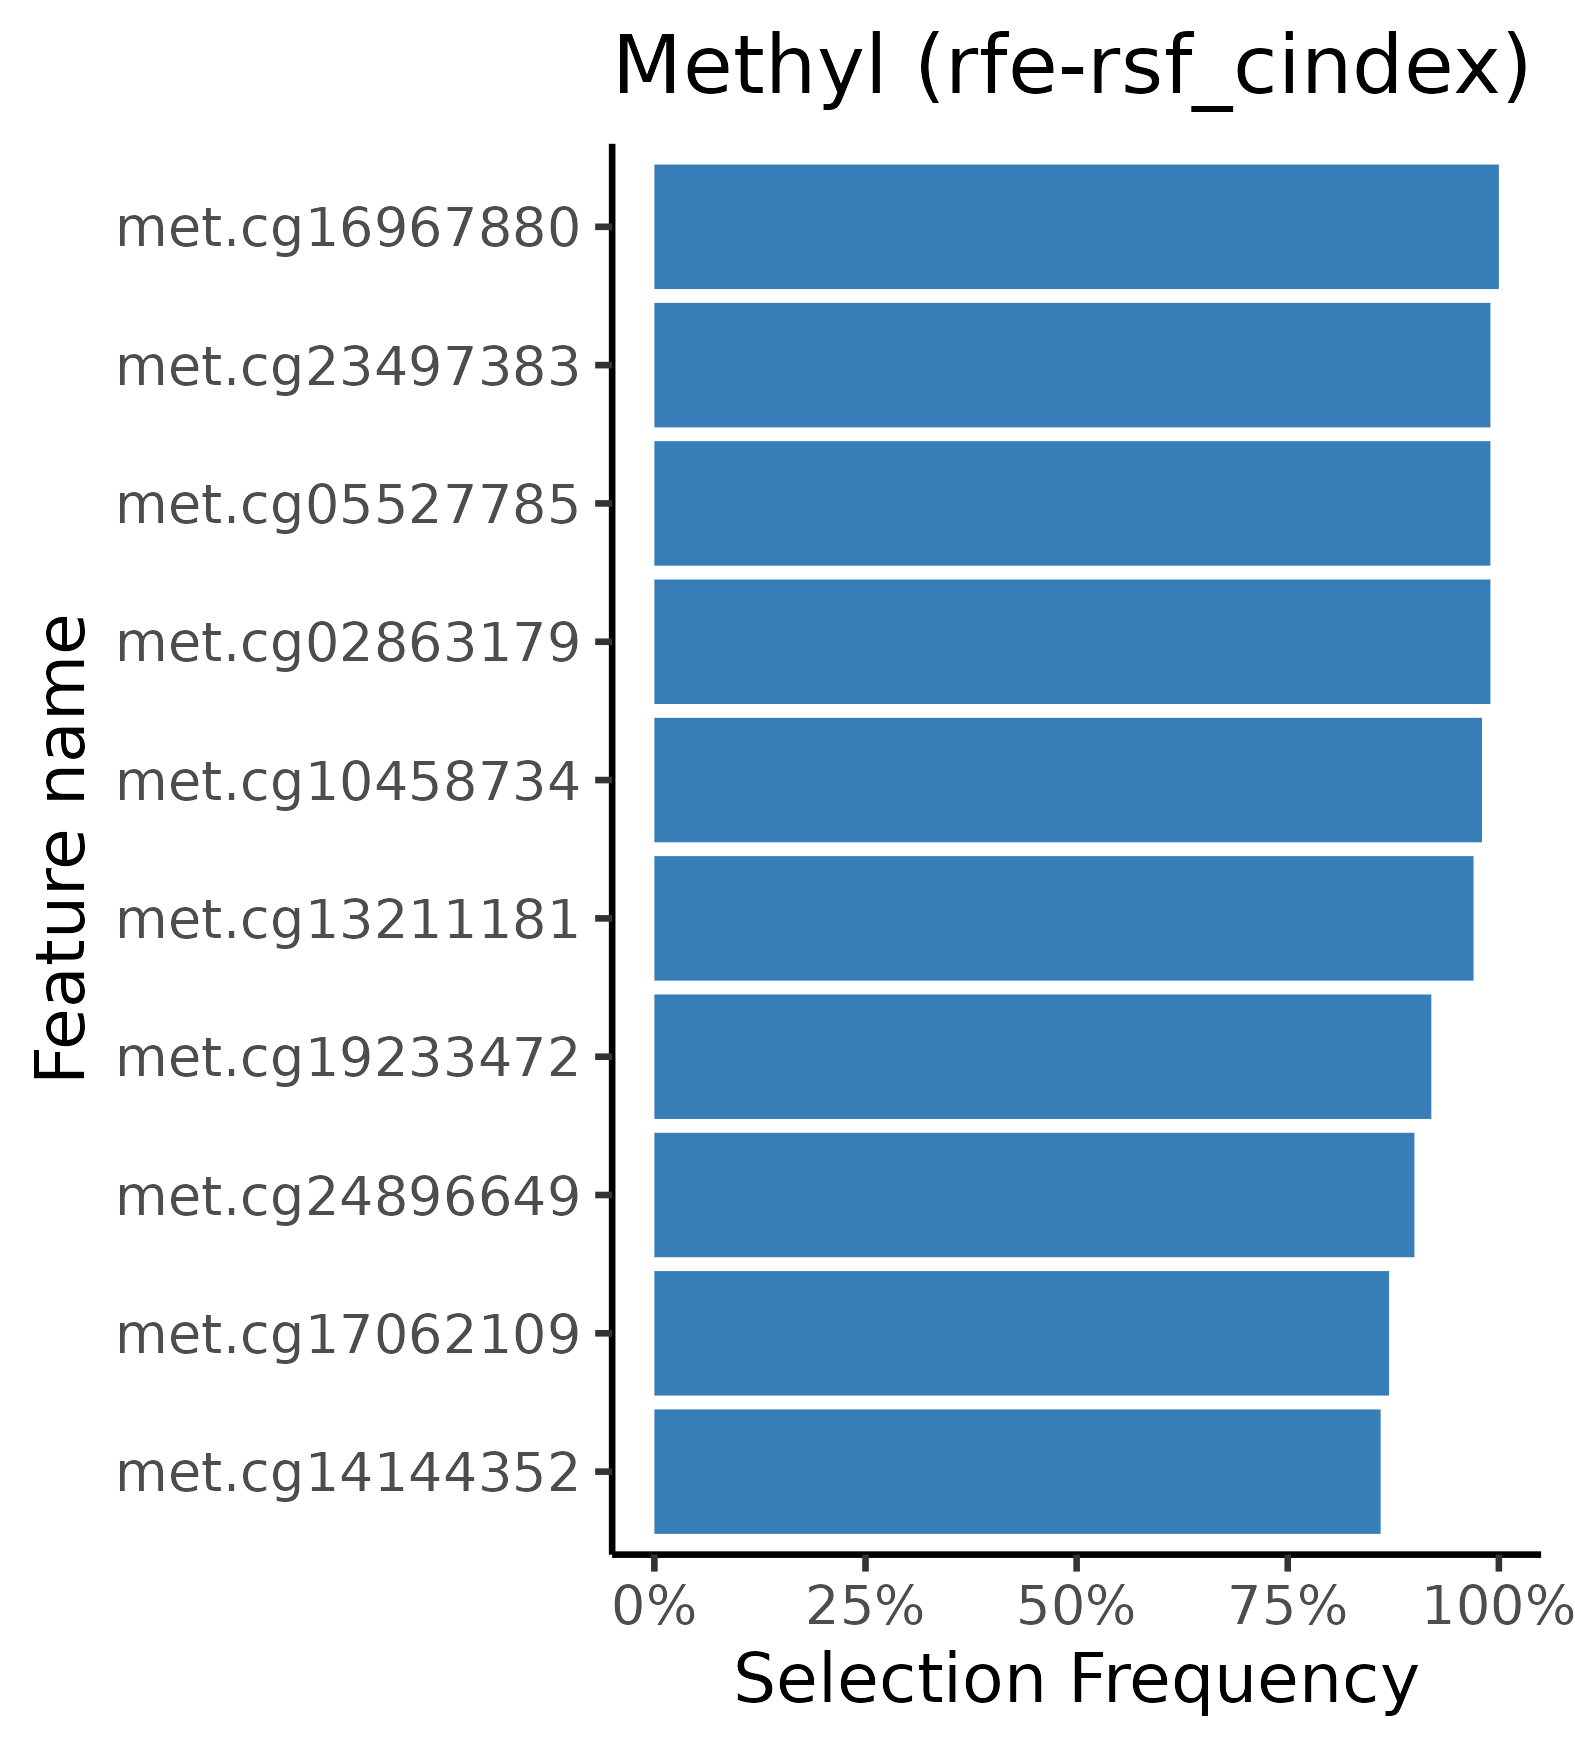 Methyl (rfe-rsf_cindex)
Feature name
met.cg16967880
met.cg23497383
met.cg05527785
met.cg02863179
met.cg10458734
met.cg13211181
met.cg19233472
met.cg24896649
met.cg17062109
met.cg14144352
0% 25% 50% 75% 100%
Selection Frequency